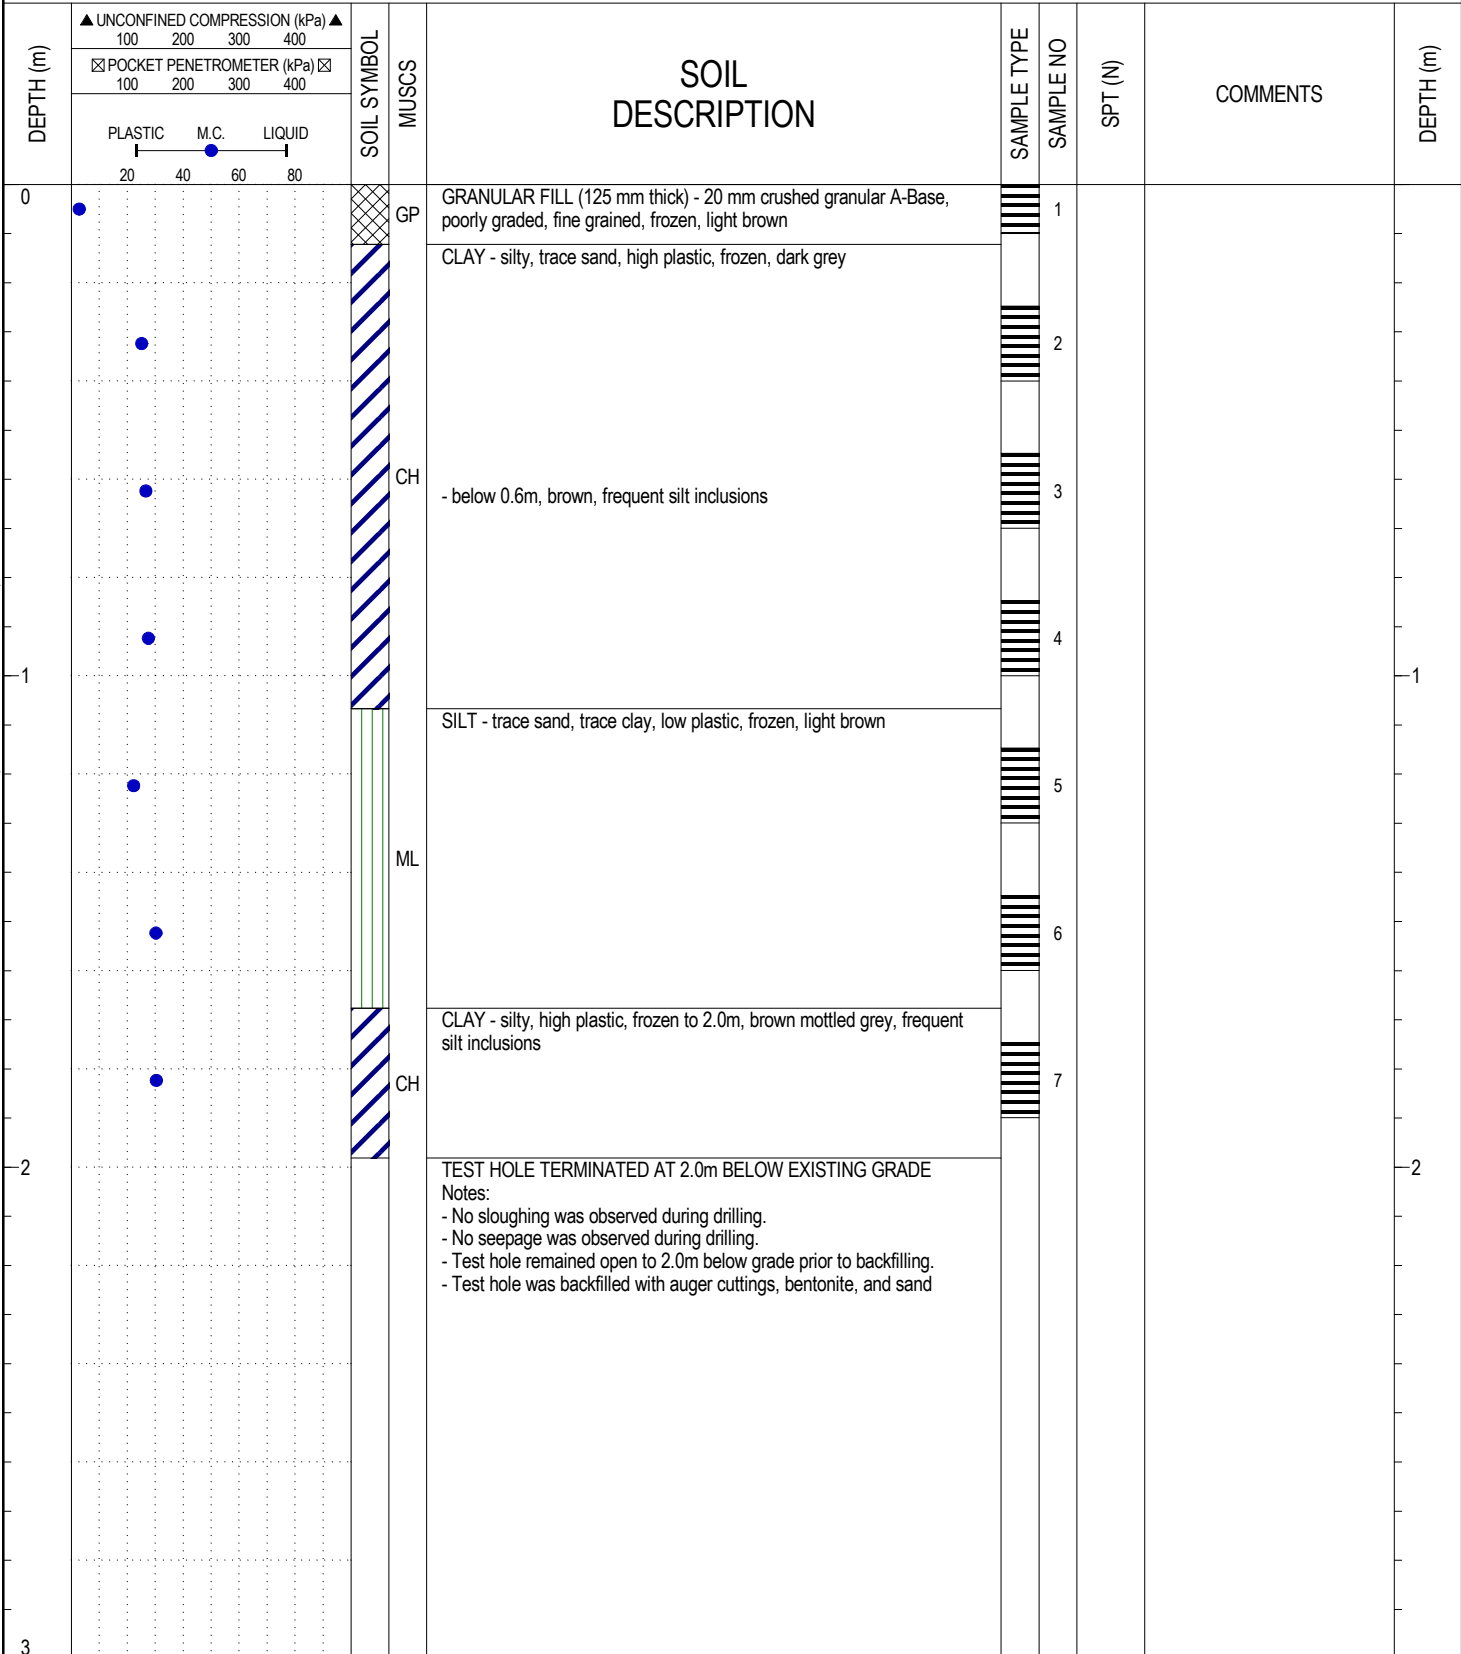 DEPTH (m)
▲ UNCONFINED COMPRESSION (kPa) ▲
100 200 300 400
☒ POCKET PENETROMETER (kPa) ☒
100 200 300 400
PLASTIC M.C. LIQUID
20 40 60 80
SOIL SYMBOL
MUSCS
SOIL
DESCRIPTION
SAMPLE TYPE
SAMPLE NO
SPT (N)
COMMENTS
DEPTH (m)
0
GP
GRANULAR FILL (125 mm thick) - 20 mm crushed granular A-Base,
poorly graded, fine grained, frozen, light brown
1
CLAY - silty, trace sand, high plastic, frozen, dark grey
2
CH
- below 0.6m, brown, frequent silt inclusions
3
4
1
1
SILT - trace sand, trace clay, low plastic, frozen, light brown
5
ML
6
CLAY - silty, high plastic, frozen to 2.0m, brown mottled grey, frequent
silt inclusions
CH
7
2
2
TEST HOLE TERMINATED AT 2.0m BELOW EXISTING GRADE
Notes:
- No sloughing was observed during drilling.
- No seepage was observed during drilling.
- Test hole remained open to 2.0m below grade prior to backfilling.
- Test hole was backfilled with auger cuttings, bentonite, and sand
3